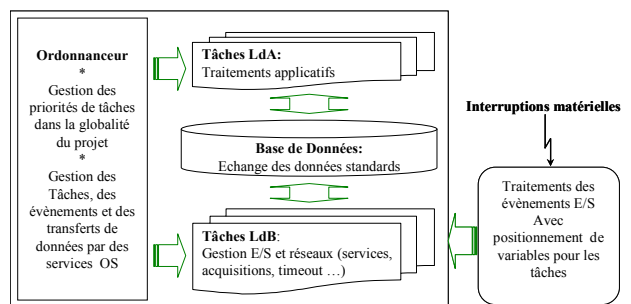 Ordonnanceur
*
Gestion des
priorités de tâches
dans la globalité
du projet
*
Gestion des
Tâches, des
évènements et des
transferts de
données par des
services OS
Tâches LdA:
Traitements applicatifs
Base de Données:
Echange des données standards
Tâches LdB:
Gestion E/S et réseaux (services,
acquisitions, timeout …)
Interruptions matérielles
Traitements des
évènements E/S
Avec
positionnement de
variables pour les
tâches